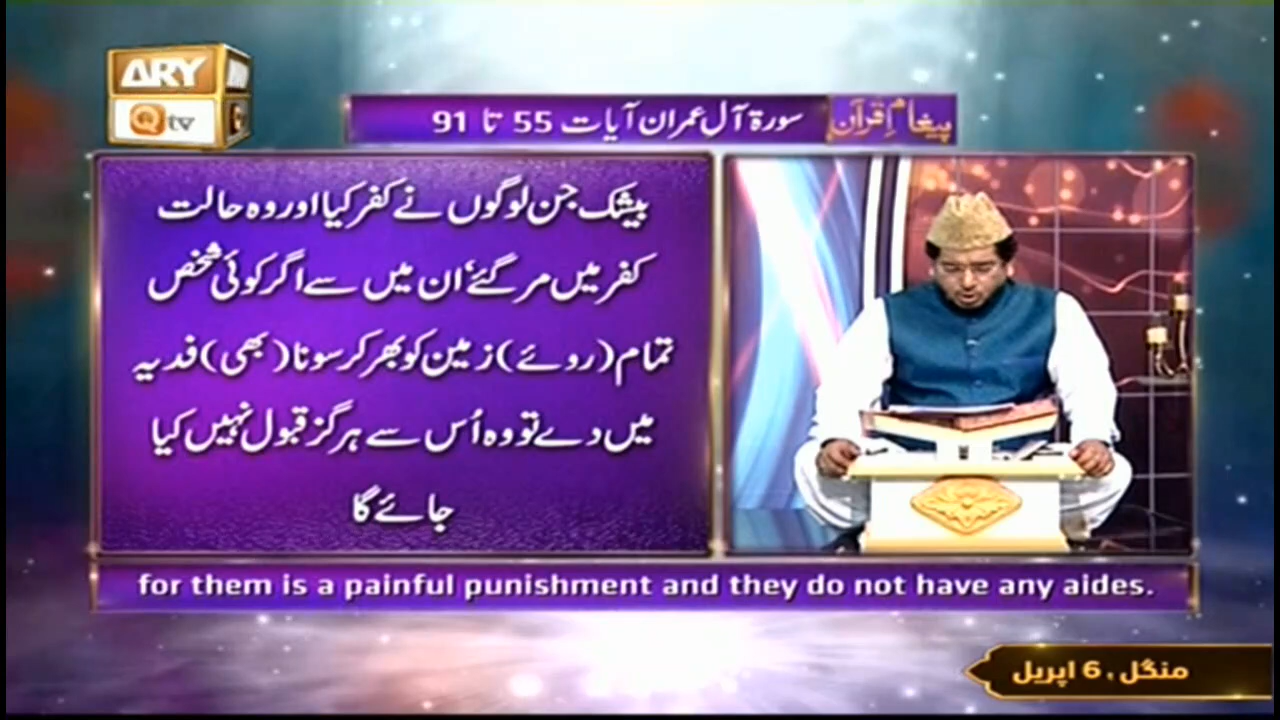 ARY
Qtv
پیغامِ قرآن سورۃ آل عمران آیات 55 تا 91
بیشک جن لوگوں نے کفر کیا اور وہ حالت
کفر میں مر گئے، ان میں سے اگر کوئی شخص
تمام (روئے) زمین کو بھر کر سونا (بھی) فدیہ
میں دے تو وہ اُس سے ہرگز قبول نہیں کیا
جائے گا
for them is a painful punishment and they do not have any aides.
منگل، 6 اپریل